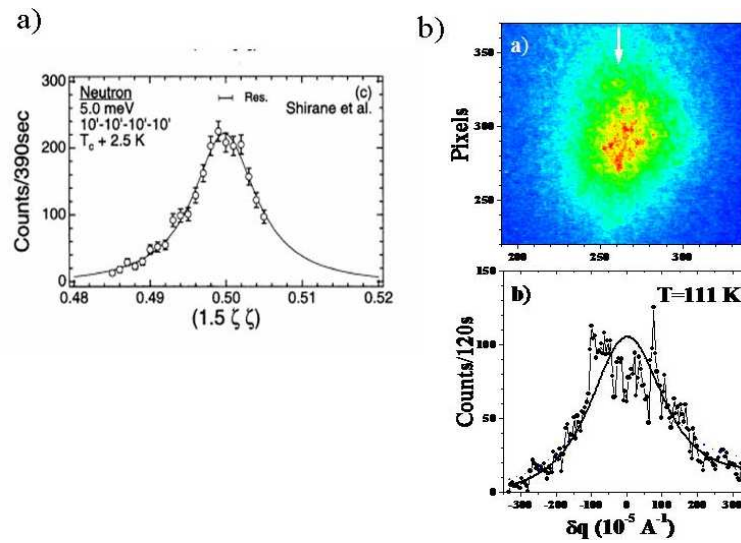 a)
300
200
100
0
Counts/390sec
Neutron
5.0 meV
10'-10'-10'-10'
T_c + 2.5 K
Res.
(c)
Shirane et al.
0.48 0.49 0.50 0.51 0.52
(1.5 ζ ζ)
b)
a)
350
300
250
Pixels
200 250 300
b)
T=111 K
150
100
50
0
Counts/120s
-300 -200 -100 0 100 200 300
δq (10⁻⁵ A⁻¹)